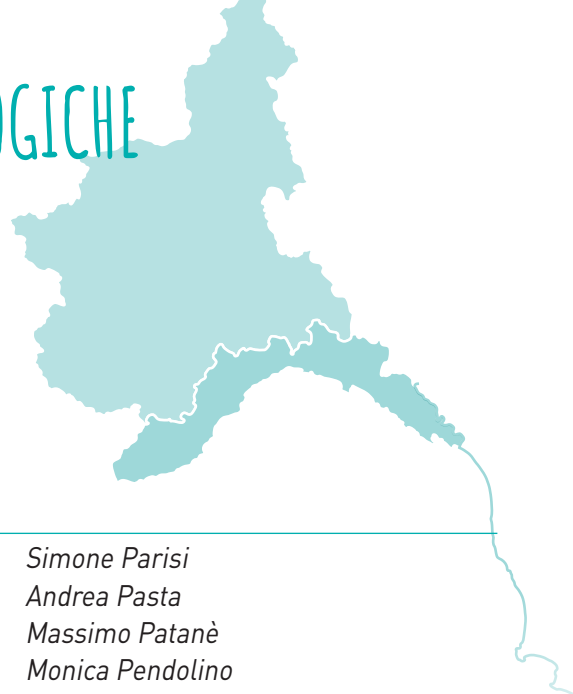 OGICHE
Simone Parisi
Andrea Pasta
Massimo Patanè
Monica Pendolino